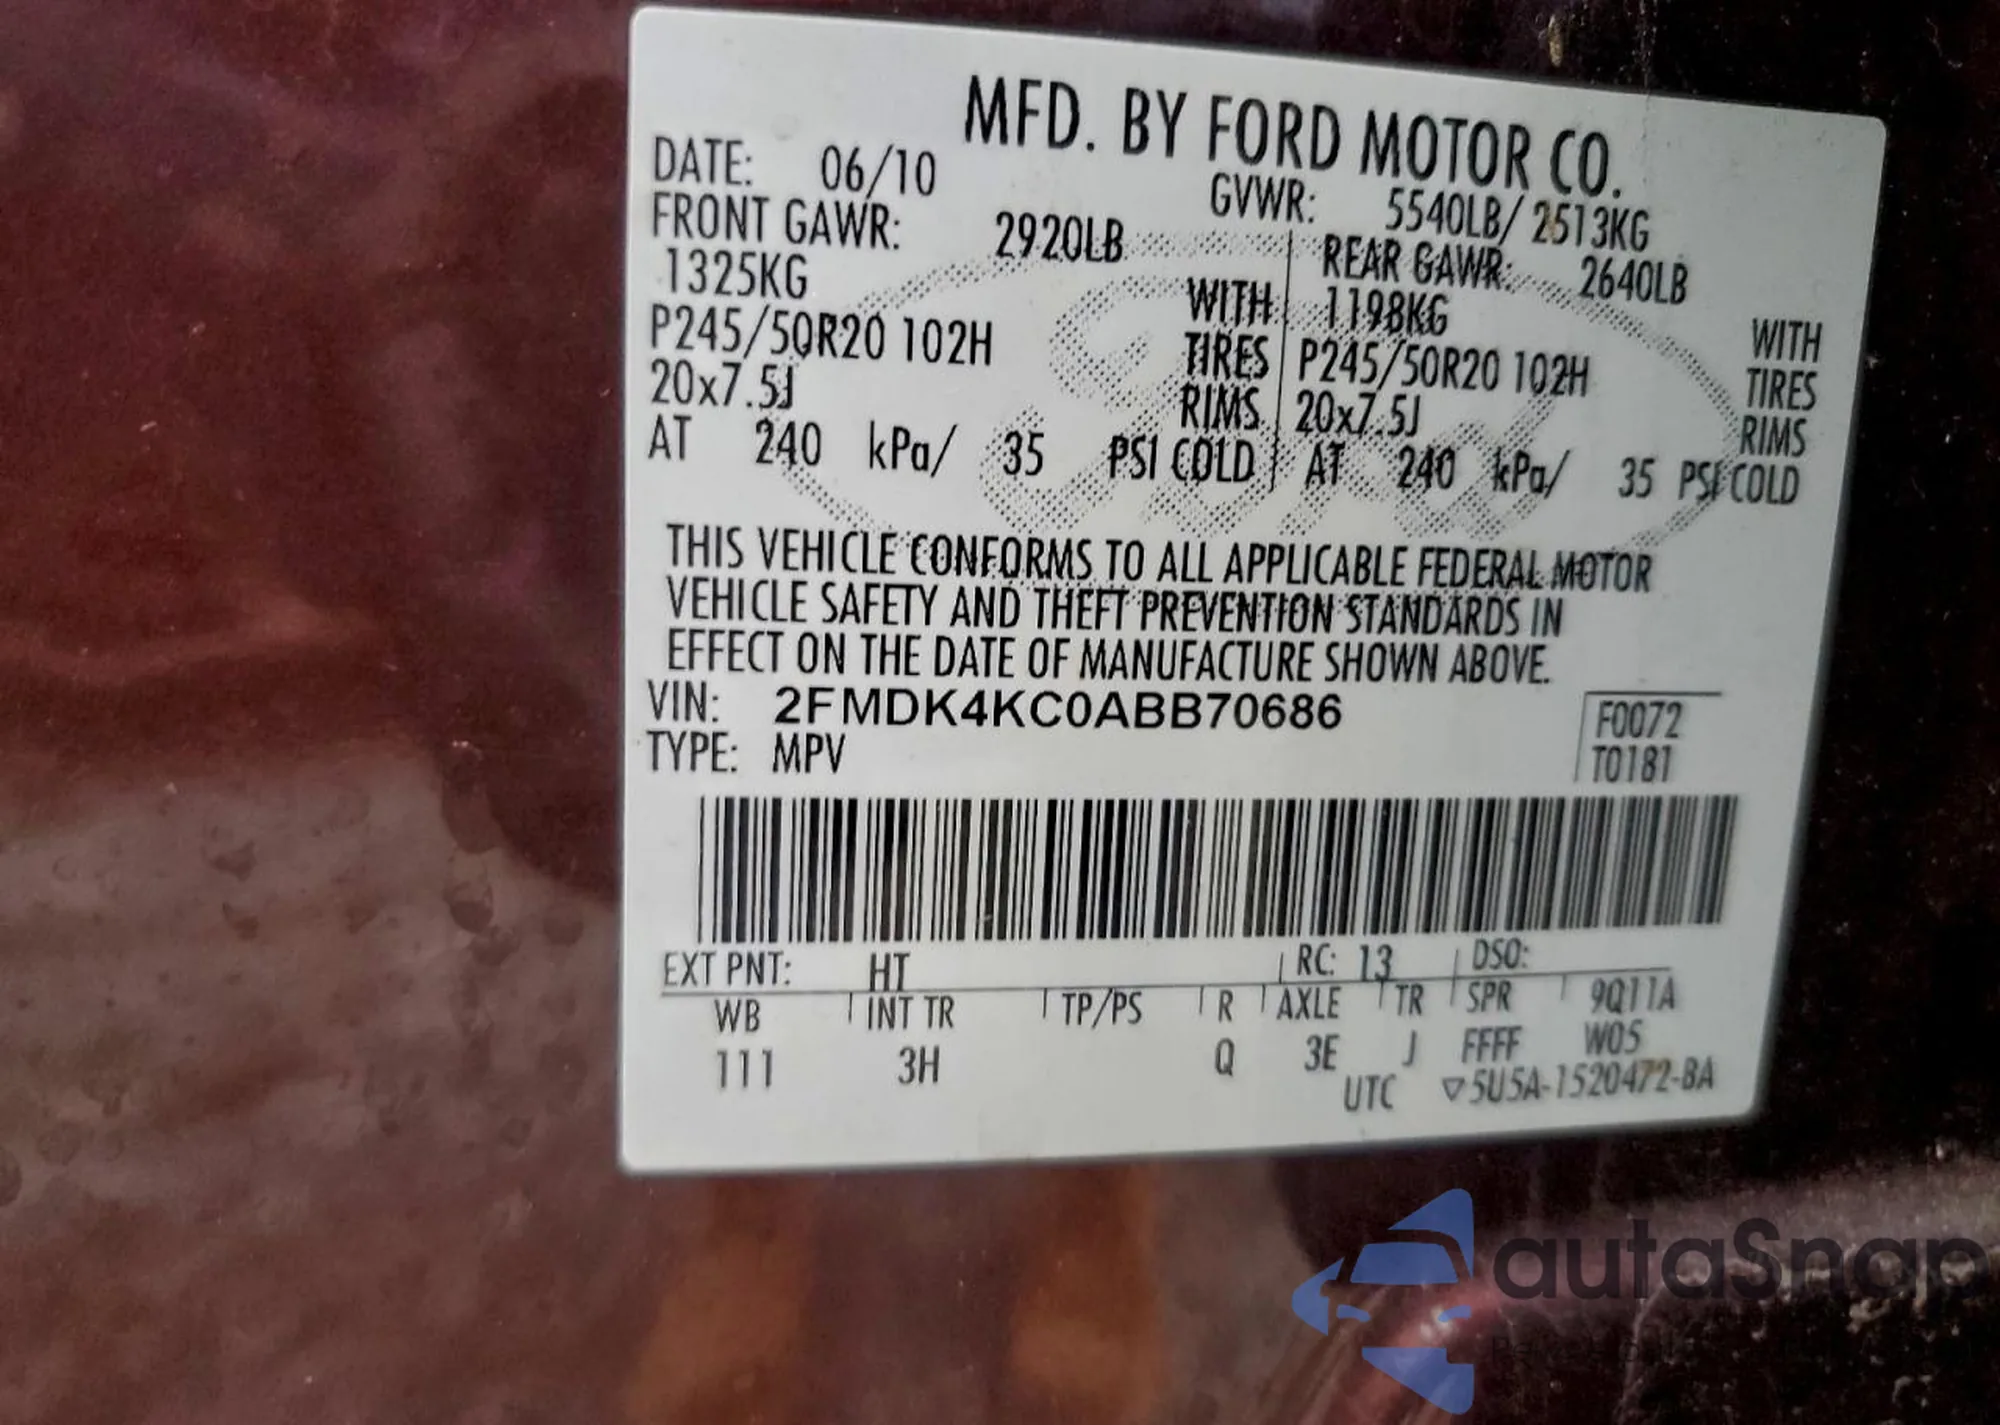 MFD. BY FORD MOTOR CO.
DATE: 06/10 GVWR: 5540LB/ 2513KG
FRONT GAWR: 2920LB REAR GAWR: 2640LB
1325KG WITH 1198KG WITH
P245/50R20 102H TIRES P245/50R20 102H TIRES
20x7.5J RIMS 20x7.5J RIMS
AT 240 kPa/ 35 PSI COLD AT 240 kPa/ 35 PSI COLD
THIS VEHICLE CONFORMS TO ALL APPLICABLE FEDERAL MOTOR
VEHICLE SAFETY AND THEFT PREVENTION STANDARDS IN
EFFECT ON THE DATE OF MANUFACTURE SHOWN ABOVE.
VIN: 2FMDK4KC0ABB70686 F0072
TYPE: MPV T0181
EXT PNT: HT RC: 13 DSO:
WB INT TR TP/PS R AXLE TR SPR 9Q11A
111 3H Q 3E J FFFF W05
UTC ▽5U5A-1520472-BA
autaSnap